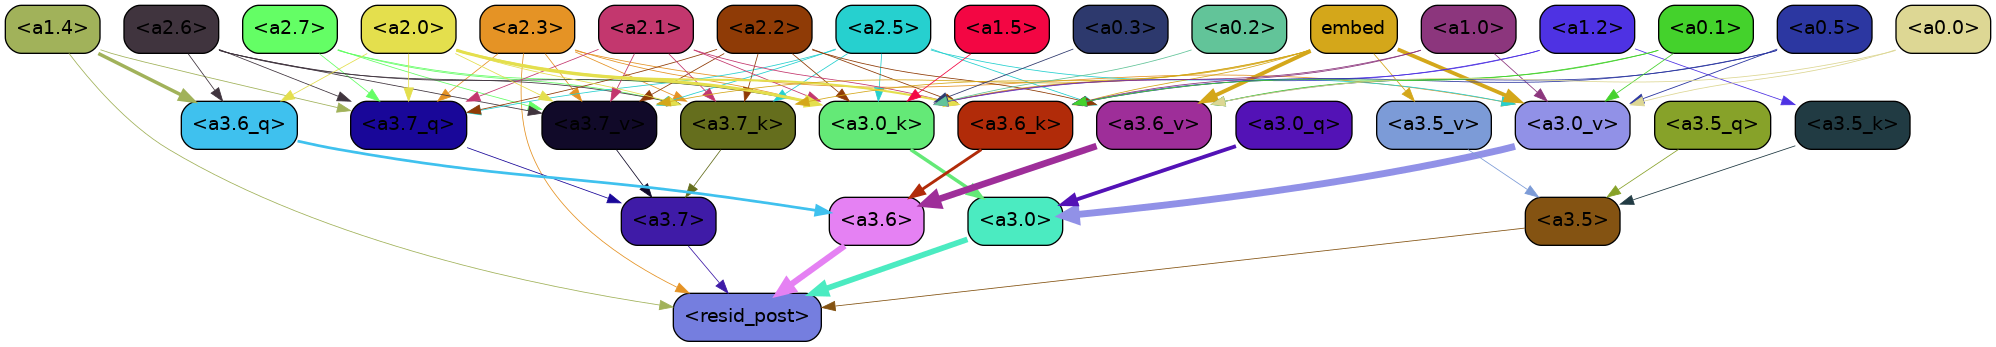 <a1.4> <a2.6> <a2.7> <a2.0> <a2.3> <a2.1> <a2.2> <a2.5> <a1.5> <a0.3> <a0.2> embed <a1.0> <a1.2> <a0.1> <a0.5> <a0.0>
<a3.6_q> <a3.7_q> <a3.7_v> <a3.7_k> <a3.0_k> <a3.6_k> <a3.6_v> <a3.0_q> <a3.5_v> <a3.0_v> <a3.5_q> <a3.5_k>
<a3.7> <a3.6> <a3.0> <a3.5>
<resid_post>